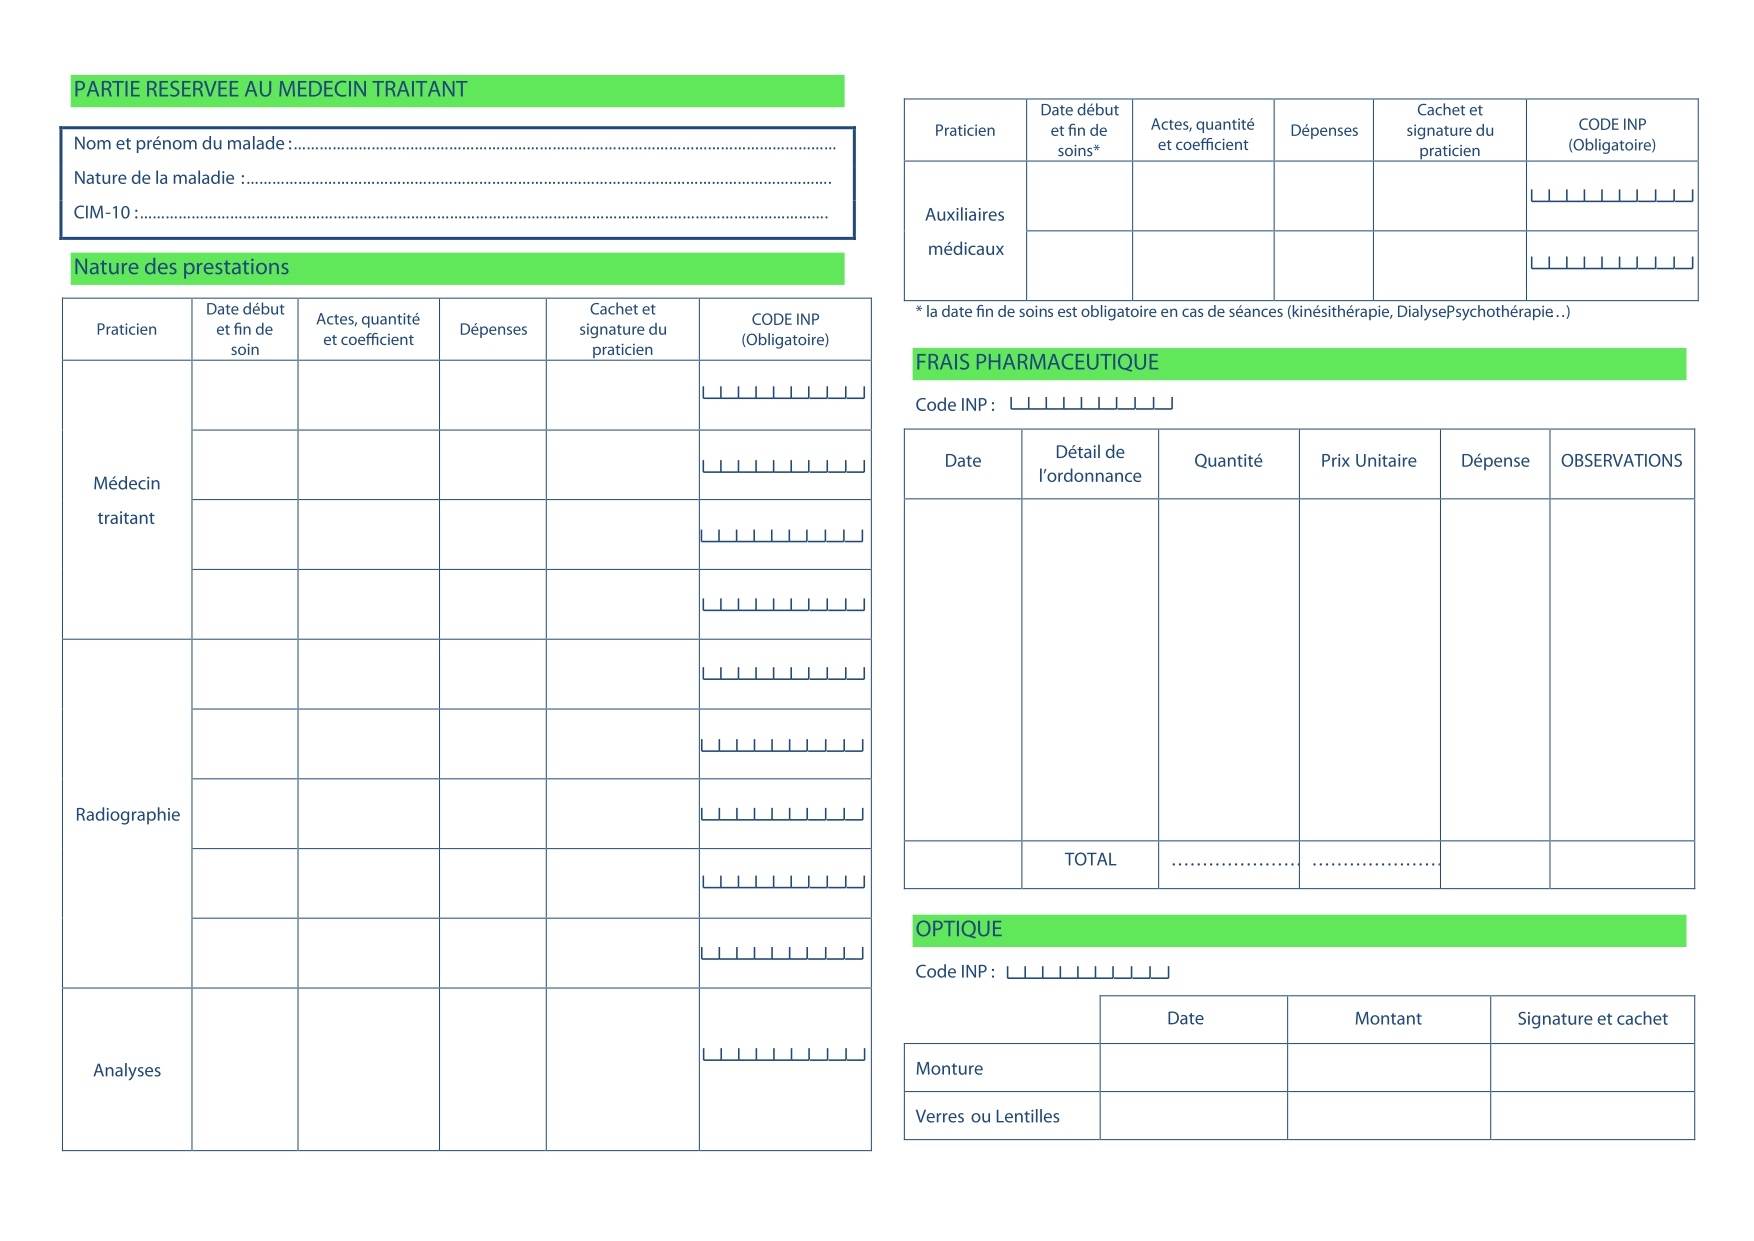 PARTIE RESERVEE AU MEDECIN TRAITANT
Nom et prénom du malade :..........................................................................................................................
Nature de la maladie :..........................................................................................................................
CIM-10 :..........................................................................................................................
Nature des prestations
Praticien
Date début
et fin de
soin
Actes, quantité
et coefficient
Dépenses
Cachet et
signature du
praticien
CODE INP
(Obligatoire)
Médecin
traitant
Radiographie
Analyses
Praticien
Date début
et fin de
soins*
Actes, quantité
et coefficient
Dépenses
Cachet et
signature du
praticien
CODE INP
(Obligatoire)
Auxiliaires
médicaux
* la date fin de soins est obligatoire en cas de séances (kinésithérapie, DialysePsychothérapie...)
FRAIS PHARMACEUTIQUE
Code INP :
Date
Détail de
l’ordonnance
Quantité
Prix Unitaire
Dépense
OBSERVATIONS
TOTAL ..................... .....................
OPTIQUE
Code INP :
Date
Montant
Signature et cachet
Monture
Verres ou Lentilles